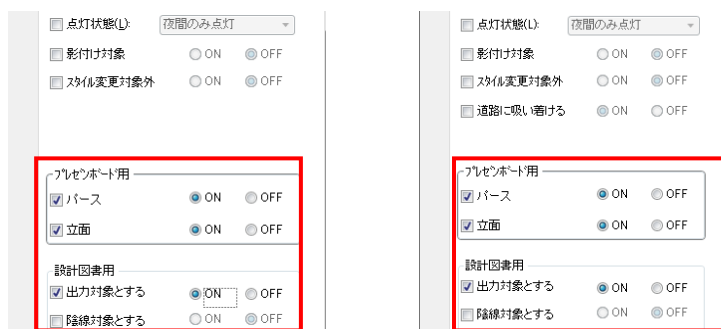 点灯状態(L): 夜間のみ点灯
影付け対象 ON OFF
スタイル変更対象外 ON OFF
プレゼンボード用
パース ON OFF
立面 ON OFF
設計図書用
出力対象とする ON OFF
陰線対象とする ON OFF
点灯状態(L): 夜間のみ点灯
影付け対象 ON OFF
スタイル変更対象外 ON OFF
道路に吸い着ける ON OFF
プレゼンボード用
パース ON OFF
立面 ON OFF
設計図書用
出力対象とする ON OFF
陰線対象とする ON OFF